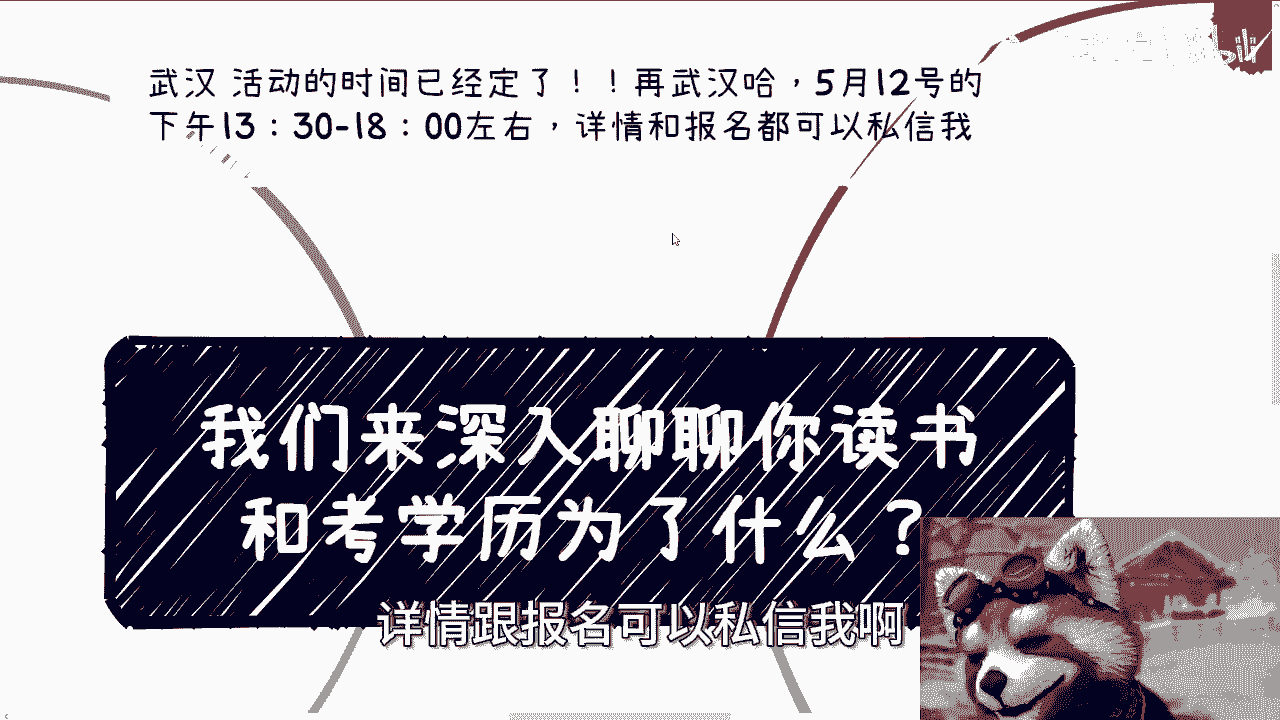 武汉 活动的时间已经定了！！再武汉哈，5月12号的
下午13：30-18：00左右，详情和报名都可以私信我
我们来深入聊聊你读书
和考学历为了什么？
详情跟报名可以私信我啊